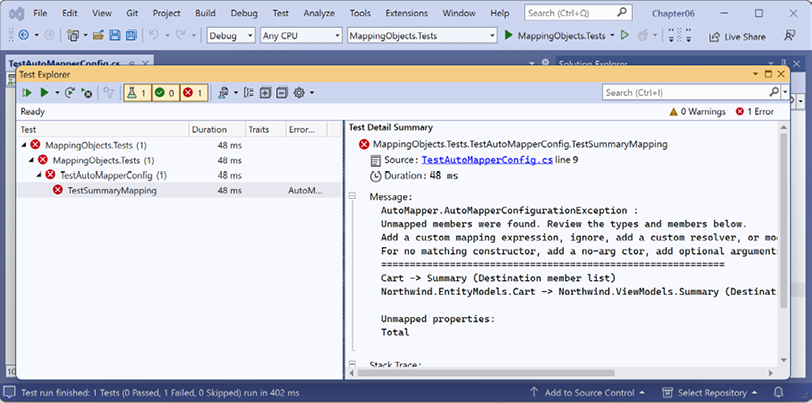 File Edit View Git Project Build Debug Test Analyze Tools Extensions Window Help Search (Ctrl+Q) Chapter06
Debug Any CPU MappingObjects.Tests MappingObjects.Tests Live Share
TestAutoMapperConfig.cs Solution Explorer
Test Explorer
1 0 1 Search (Ctrl+I)
Ready 0 Warnings 1 Error
Test Duration Traits Error...
MappingObjects.Tests (1) 48 ms
MappingObjects.Tests (1) 48 ms
TestAutoMapperConfig (1) 48 ms
TestSummaryMapping 48 ms AutoM...
Test Detail Summary
MappingObjects.Tests.TestAutoMapperConfig.TestSummaryMapping
Source: TestAutoMapperConfig.cs line 9
Duration: 48 ms
Message:
AutoMapper.AutoMapperConfigurationException :
Unmapped members were found. Review the types and members below.
Add a custom mapping expression, ignore, add a custom resolver, or mo
For no matching constructor, add a no-arg ctor, add optional argument
=======================================================
Cart -> Summary (Destination member list)
Northwind.EntityModels.Cart -> Northwind.ViewModels.Summary (Destinat
Unmapped properties:
Total
Stack Trace:
Test run finished: 1 Tests (0 Passed, 1 Failed, 0 Skipped) run in 402 ms Add to Source Control Select Repository